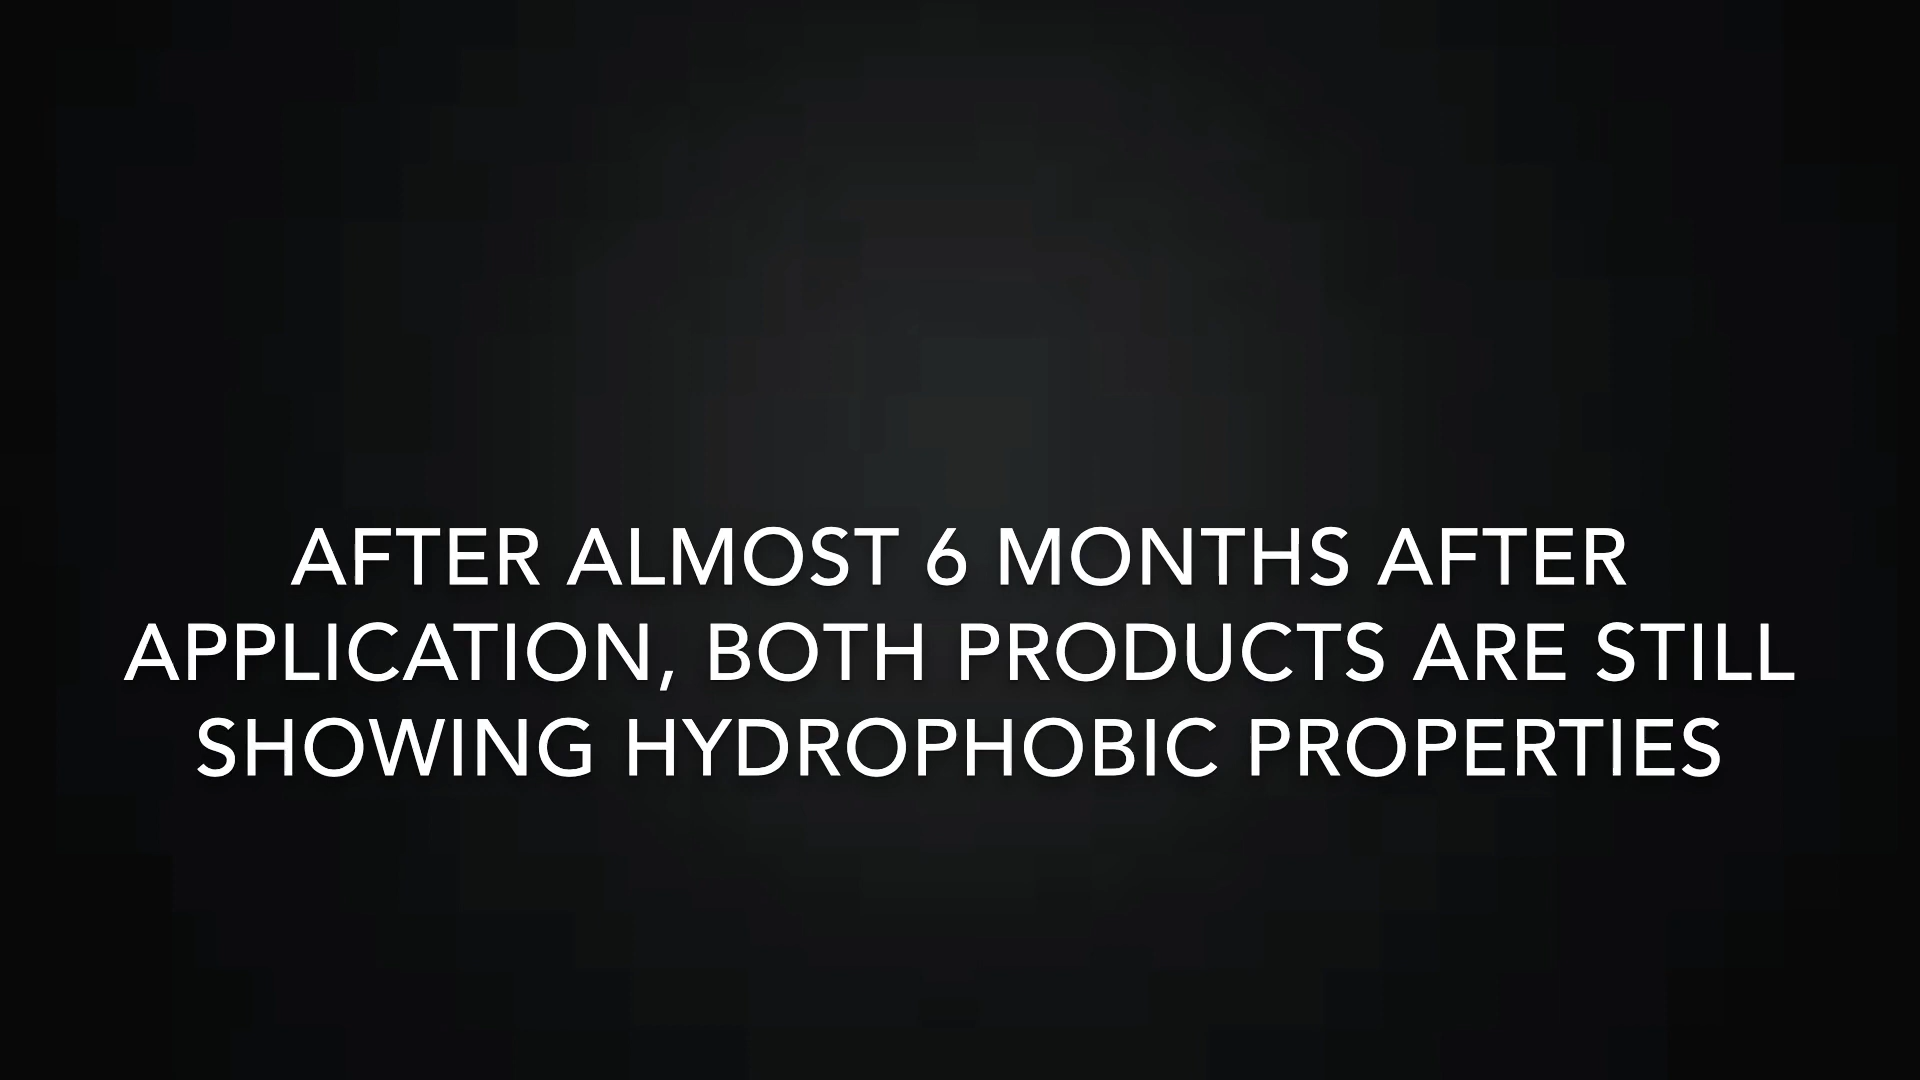 AFTER ALMOST 6 MONTHS AFTER
APPLICATION, BOTH PRODUCTS ARE STILL
SHOWING HYDROPHOBIC PROPERTIES